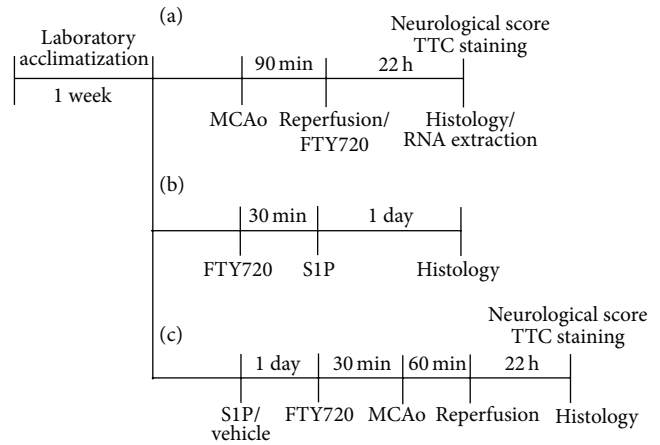 (a)
Laboratory
acclimatization
1 week
90 min
22 h
Neurological score
TTC staining
MCAo
Reperfusion/
FTY720
Histology/
RNA extraction
(b)
30 min
1 day
FTY720
S1P
Histology
(c)
1 day
30 min
60 min
22 h
Neurological score
TTC staining
S1P/
vehicle
FTY720
MCAo
Reperfusion
Histology